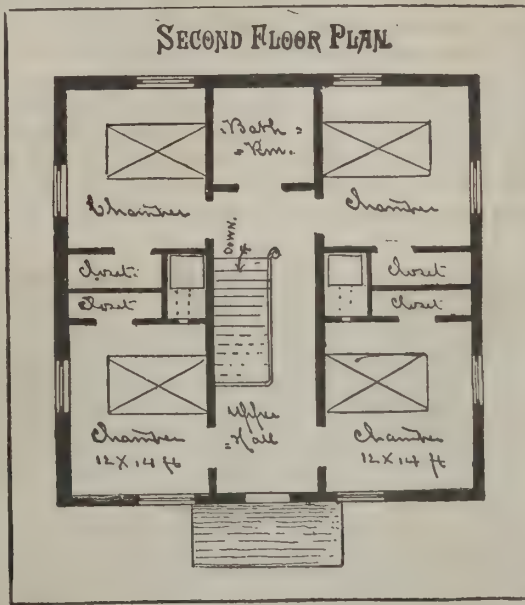 SECOND FLOOR PLAN.
Bath =
= Rm.
Chamber
Chamber
DOWN.
Closet
Closet
Closet
Closet
Upper
= Hall
Chamber
12 X 14 ft
Chamber
12 X 14 ft